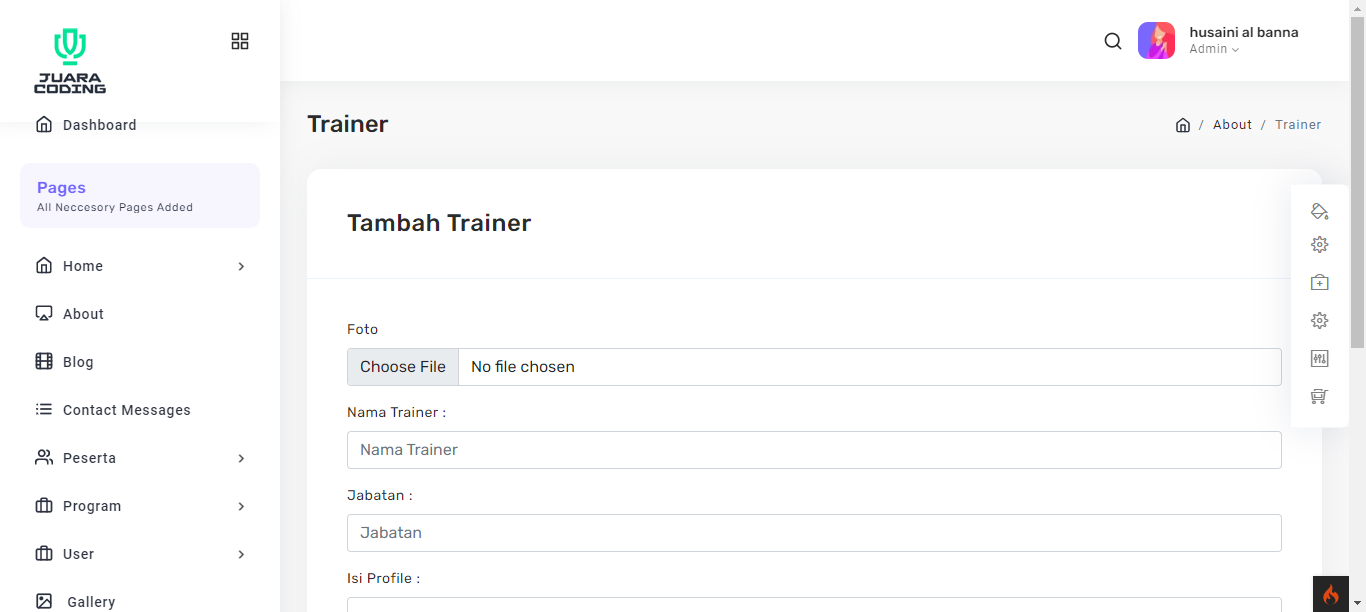 JUARA
CODING
Dashboard
Pages
All Neccesory Pages Added
Home
About
Blog
Contact Messages
Peserta
Program
User
Gallery
husaini al banna
Admin
Trainer
/ About / Trainer
Tambah Trainer
Foto
Choose File No file chosen
Nama Trainer :
Nama Trainer
Jabatan :
Jabatan
Isi Profile :